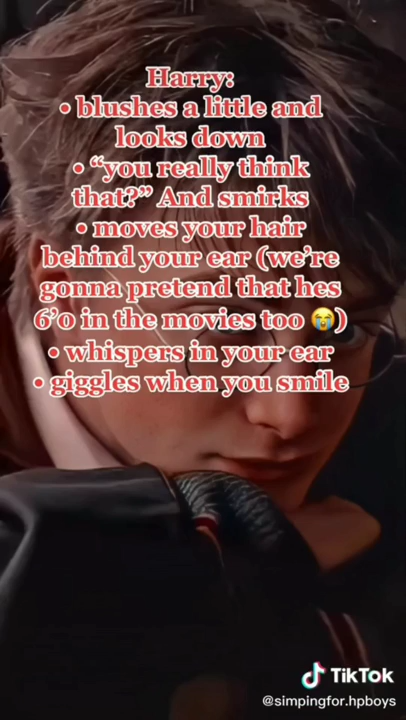 Harry:
• blushes a little and
looks down
• “you really think
that?” And smirks
• moves your hair
behind your ear (we’re
gonna pretend that hes
6’0 in the movies too 😭)
• whispers in your ear
• giggles when you smile
TikTok
@simpingfor.hpboys